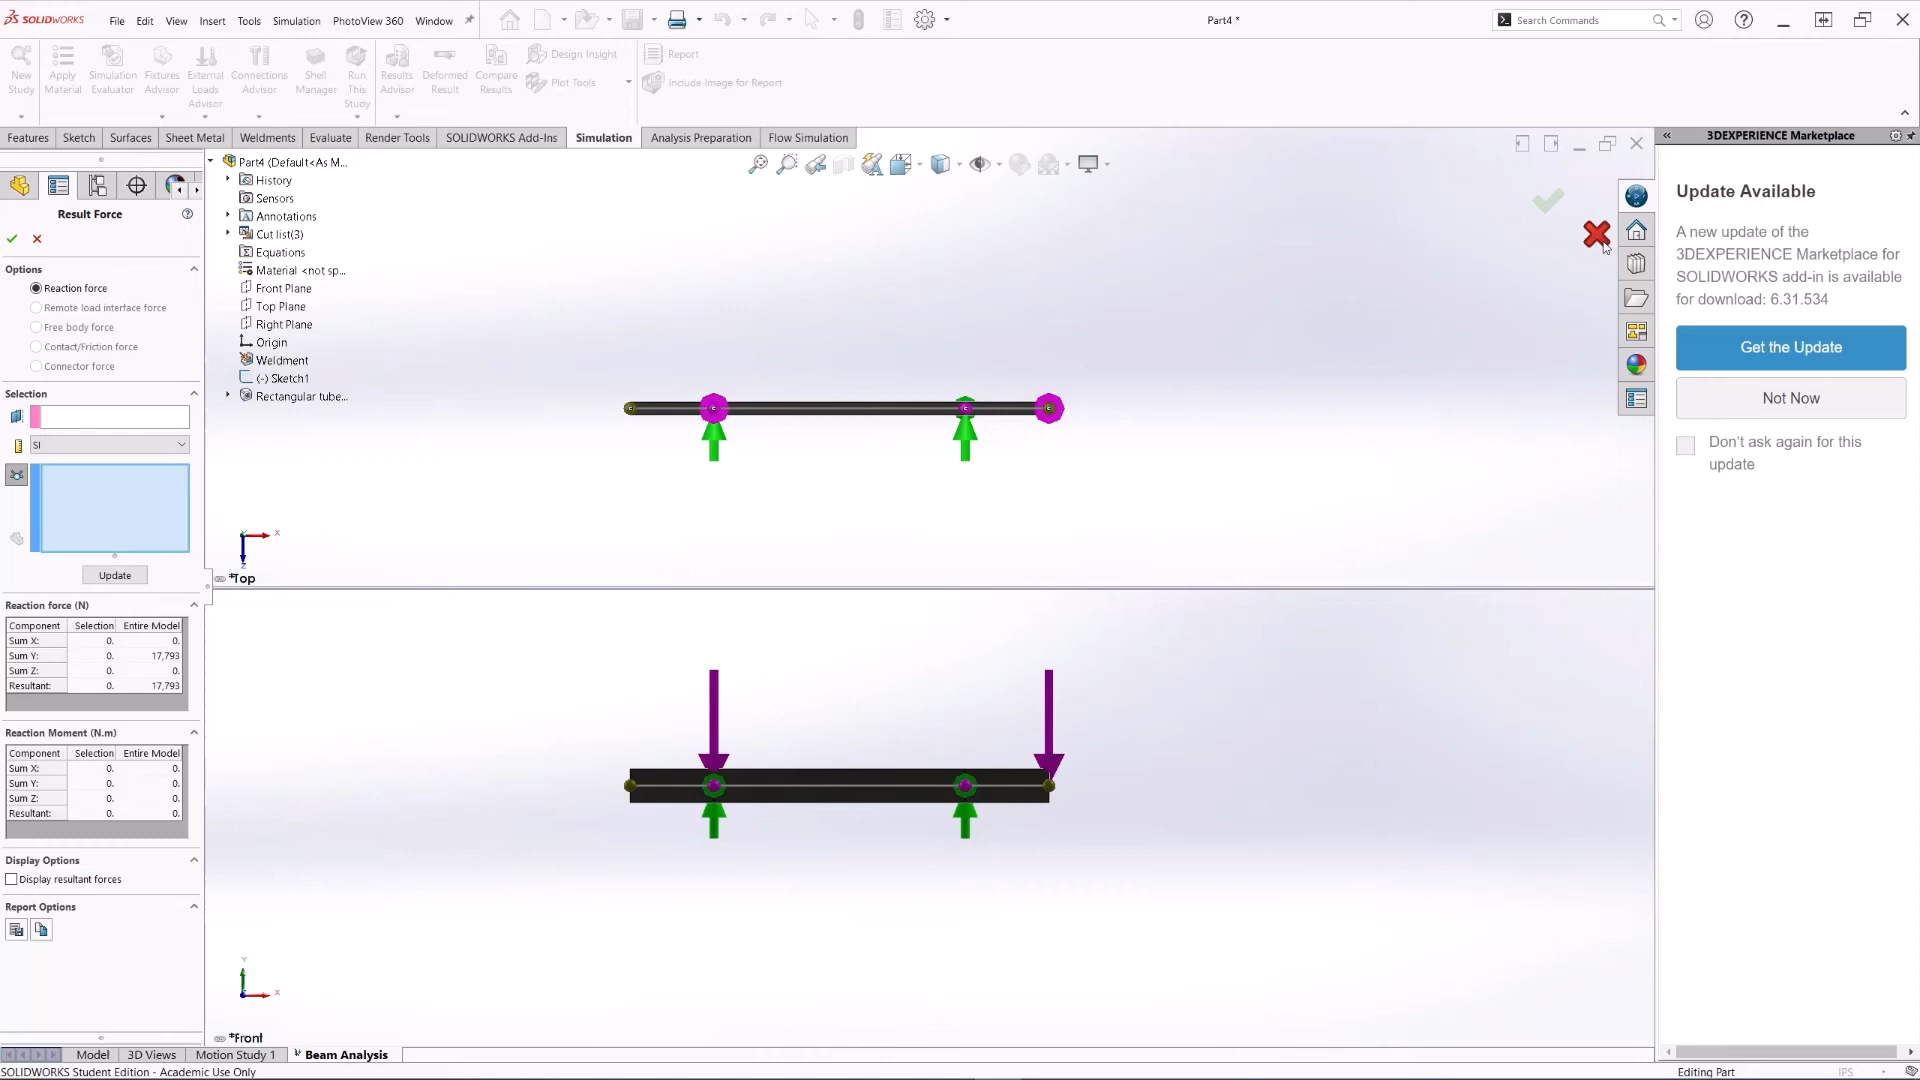 SOLIDWORKS File Edit View Insert Tools Simulation PhotoView 360 Window Part4 * Search Commands
New Study
Apply Material
Simulation Evaluator
Fixtures Advisor
External Loads Advisor
Connections Advisor
Shell Manager
Run This Study
Results Advisor
Deformed Result
Compare Results
Design Insight
Plot Tools
Report
Include Image for Report
Features Sketch Surfaces Sheet Metal Weldments Evaluate Render Tools SOLIDWORKS Add-Ins Simulation Analysis Preparation Flow Simulation
Result Force
Options
Reaction force
Remote load interface force
Free body force
Contact/Friction force
Connector force
Selection
SI
Update
Reaction force (N)
Component Selection Entire Model
Sum X: 0. 0.
Sum Y: 0. 17,793
Sum Z: 0. 0.
Resultant: 0. 17,793
Reaction Moment (N.m)
Component Selection Entire Model
Sum X: 0. 0.
Sum Y: 0. 0.
Sum Z: 0. 0.
Resultant: 0. 0.
Display Options
Display resultant forces
Report Options
Part4 (Default<As M...
History
Sensors
Annotations
Cut list(3)
Equations
Material <not sp...
Front Plane
Top Plane
Right Plane
Origin
Weldment
(-) Sketch1
Rectangular tube...
X
Z
*Top
Y
X
*Front
3DEXPERIENCE Marketplace
Update Available
A new update of the
3DEXPERIENCE Marketplace for
SOLIDWORKS add-in is available
for download: 6.31.534
Get the Update
Not Now
Don't ask again for this
update
Model 3D Views Motion Study 1 Beam Analysis
SOLIDWORKS Student Edition - Academic Use Only Editing Part IPS